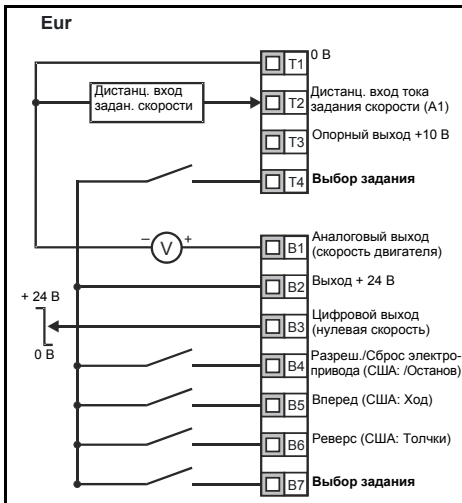 Eur
T1
0 В
Дистанц. вход
задан. скорости
T2
Дистанц. вход тока
задания скорости (A1)
T3
Опорный выход +10 В
T4
Выбор задания
–
V
+
B1
Аналоговый выход
(скорость двигателя)
B2
Выход + 24 В
+ 24 В
0 В
B3
Цифровой выход
(нулевая скорость)
B4
Разреш./Сброс электро-
привода (США: /Останов)
B5
Вперед (США: Ход)
B6
Реверс (США: Толчки)
B7
Выбор задания